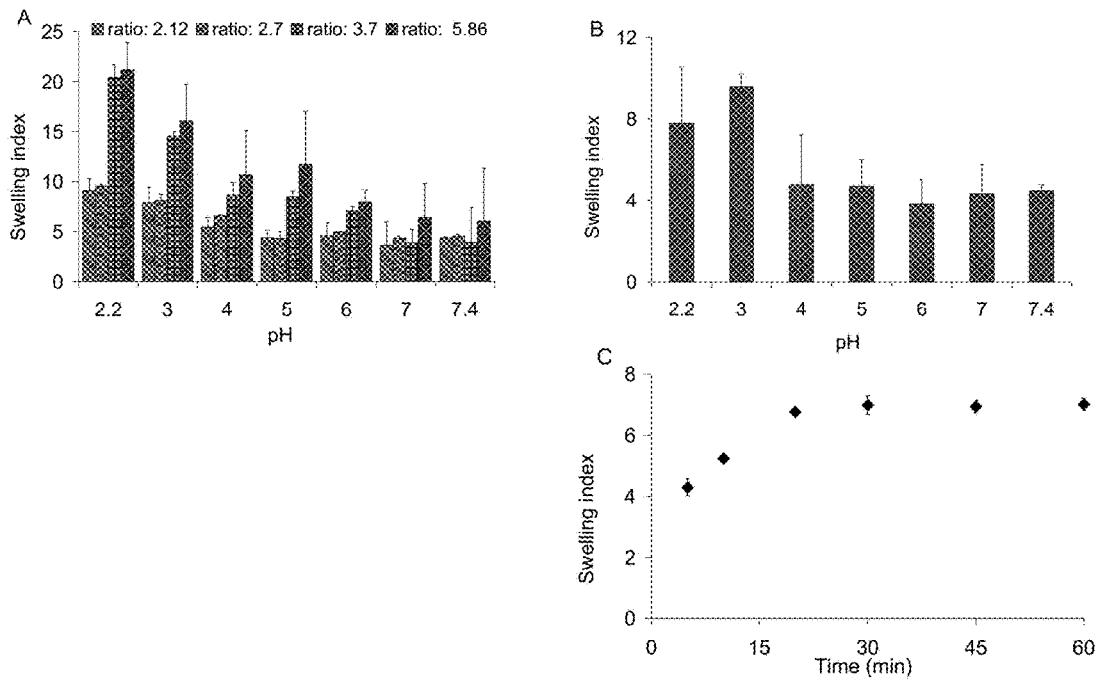 A
ratio: 2.12 ratio: 2.7 ratio: 3.7 ratio: 5.86
25
20
15
10
5
0
Swelling index
2.2 3 4 5 6 7 7.4
pH
B
12
8
4
0
Swelling index
2.2 3 4 5 6 7 7.4
pH
C
8
6
4
2
0
Swelling index
0 15 30 45 60
Time (min)